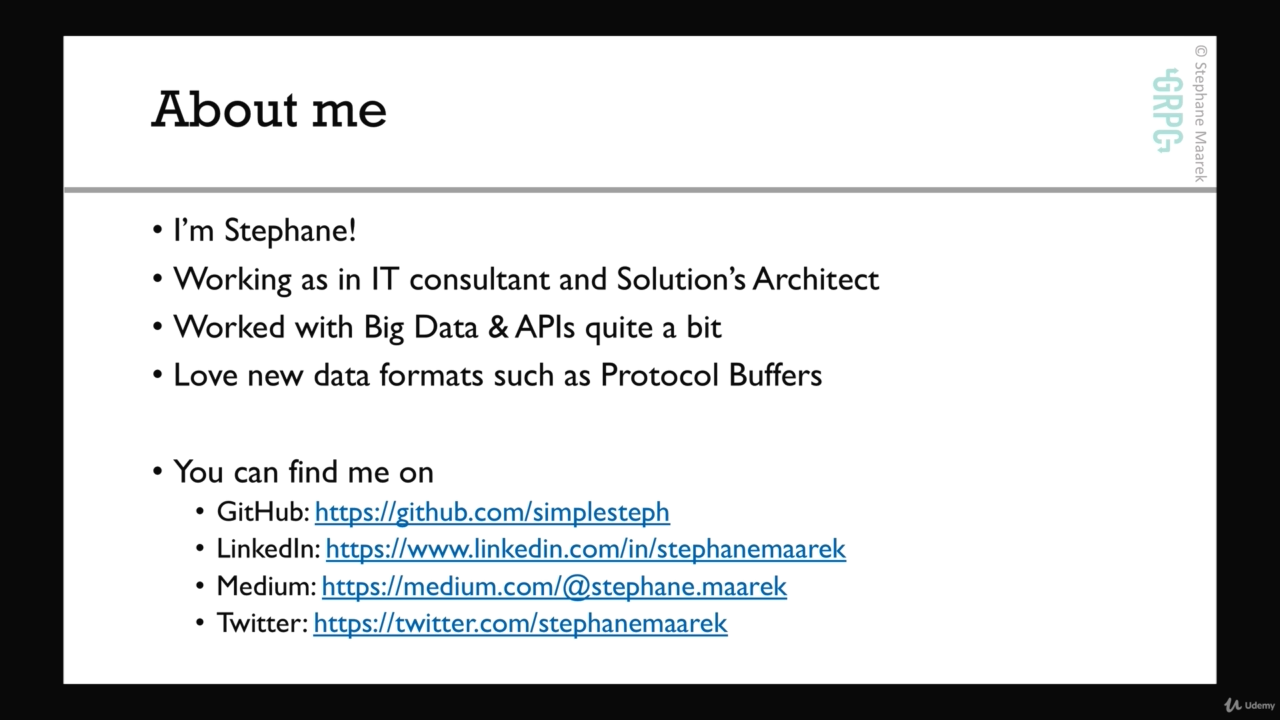 About me
GRPC
© Stephane Maarek
• I'm Stephane!
• Working as in IT consultant and Solution's Architect
• Worked with Big Data & APIs quite a bit
• Love new data formats such as Protocol Buffers
• You can find me on
• GitHub: https://github.com/simplesteph
• LinkedIn: https://www.linkedin.com/in/stephanemaarek
• Medium: https://medium.com/@stephane.maarek
• Twitter: https://twitter.com/stephanemaarek
Udemy